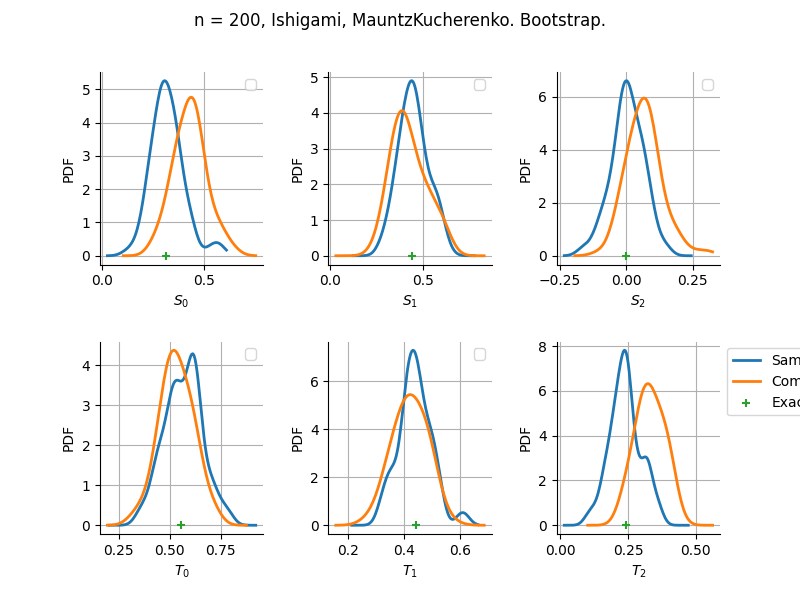 n = 200, Ishigami, MauntzKucherenko. Bootstrap.
5
4
3
2
1
0
PDF
0.0 0.5
S₀
5
4
3
2
1
0
PDF
0.0 0.5
S₁
6
4
2
0
PDF
−0.25 0.00 0.25
S₂
4
3
2
1
0
PDF
0.25 0.50 0.75
T₀
6
4
2
0
PDF
0.2 0.4 0.6
T₁
8
6
4
2
0
PDF
0.00 0.25 0.50
T₂
Sam
Com
Exac